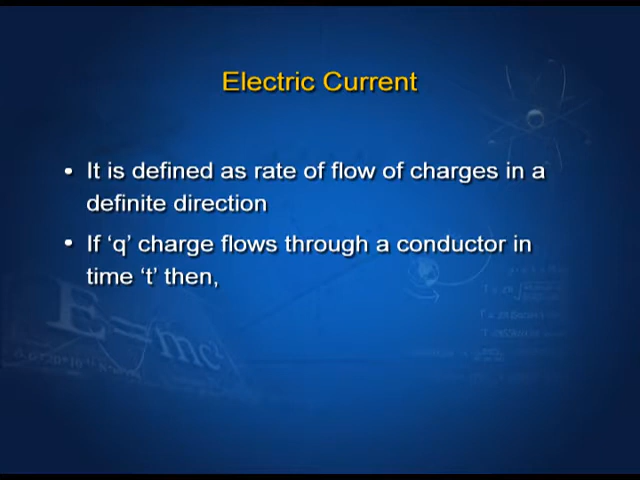 Electric Current
• It is defined as rate of flow of charges in a
definite direction
• If ‘q’ charge flows through a conductor in
time ‘t’ then,
E=mc²